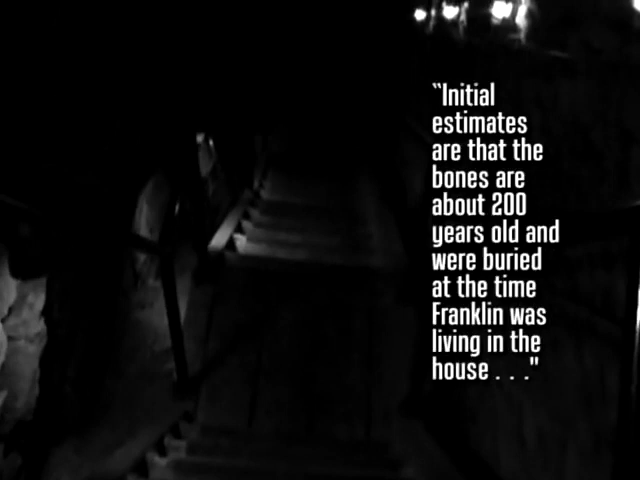 “Initial
estimates
are that the
bones are
about 200
years old and
were buried
at the time
Franklin was
living in the
house . . ."